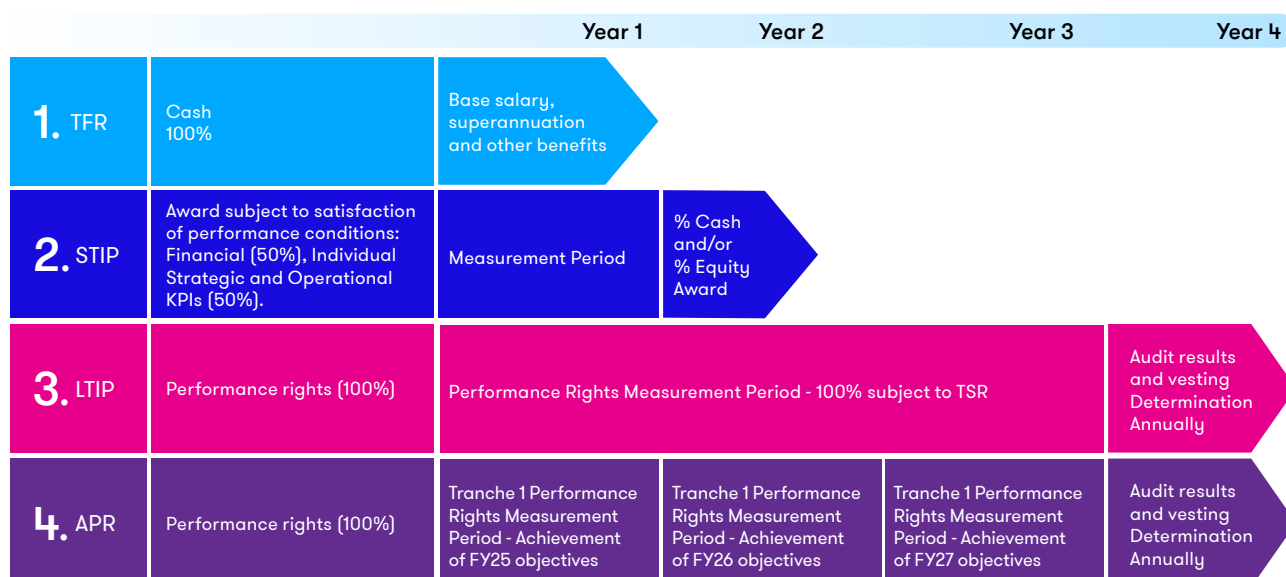 Year 1 Year 2 Year 3 Year 4
1. TFR
Cash
100%
Base salary,
superannuation
and other benefits
2. STIP
Award subject to satisfaction
of performance conditions:
Financial (50%), Individual
Strategic and Operational
KPIs (50%).
Measurement Period
% Cash
and/or
% Equity
Award
3. LTIP
Performance rights (100%)
Performance Rights Measurement Period - 100% subject to TSR
Audit results
and vesting
Determination
Annually
4. APR
Performance rights (100%)
Tranche 1 Performance
Rights Measurement
Period - Achievement
of FY25 objectives
Tranche 1 Performance
Rights Measurement
Period - Achievement
of FY26 objectives
Tranche 1 Performance
Rights Measurement
Period - Achievement
of FY27 objectives
Audit results
and vesting
Determination
Annually